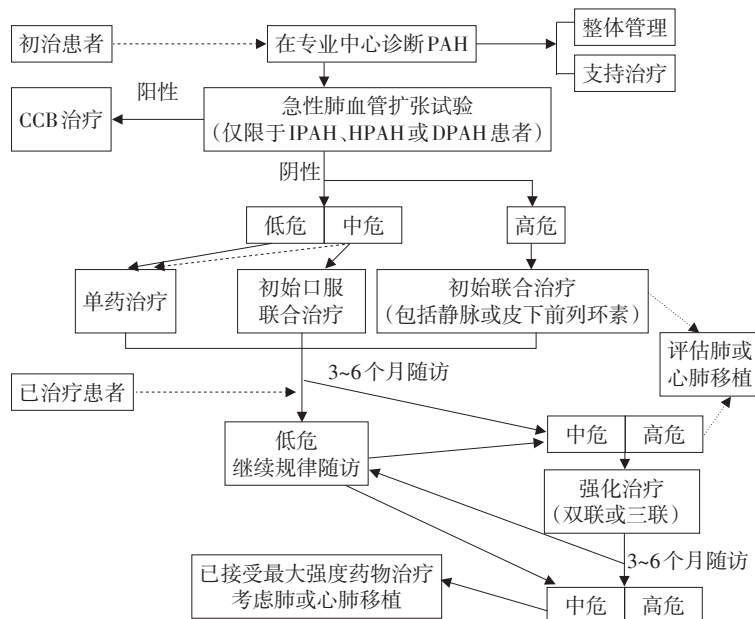 初治患者
在专业中心诊断PAH
整体管理
支持治疗
阳性
CCB治疗
急性肺血管扩张试验
（仅限于IPAH、HPAH或DPAH患者）
阴性
低危
中危
高危
单药治疗
初始口服
联合治疗
初始联合治疗
（包括静脉或皮下前列环素）
评估肺或
心肺移植
3~6个月随访
已治疗患者
低危
继续规律随访
中危
高危
强化治疗
（双联或三联）
3~6个月随访
已接受最大强度药物治疗
考虑肺或心肺移植
中危
高危